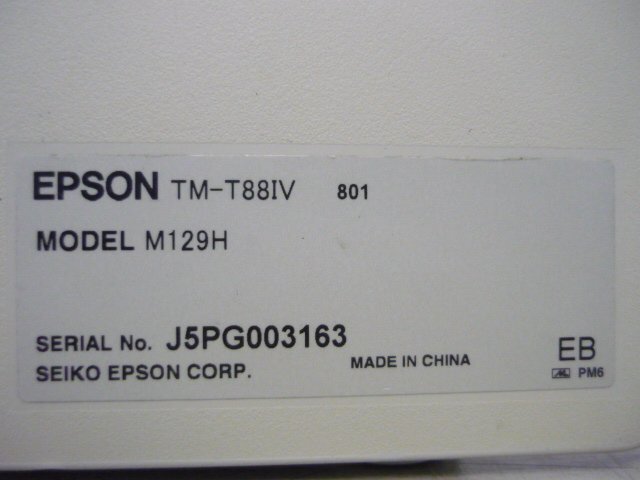 EPSON TM-T88IV 801
MODEL M129H
SERIAL No. J5PG003163
SEIKO EPSON CORP. MADE IN CHINA
EB
PM6